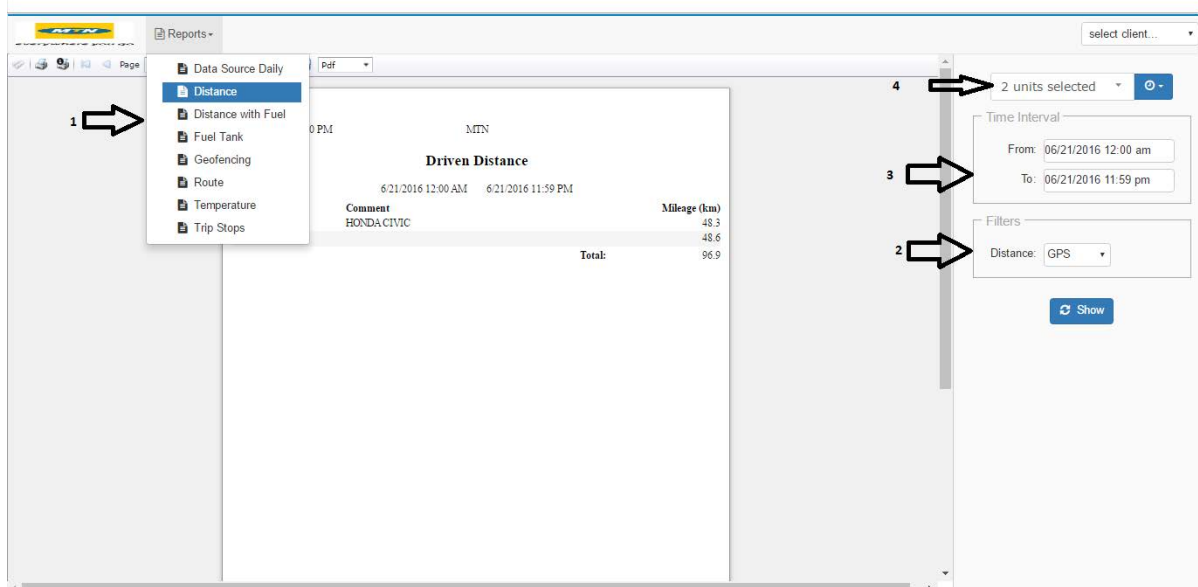 MTN
Reports
select client...
Page
Pdf
Data Source Daily
Distance
Distance with Fuel
Fuel Tank
Geofencing
Route
Temperature
Trip Stops
1
0 PM MTN
Driven Distance
6/21/2016 12:00 AM 6/21/2016 11:59 PM
Comment Mileage (km)
HONDA CIVIC 48.3
48.6
Total: 96.9
4
2 units selected
Time Interval
From: 06/21/2016 12:00 am
3
To: 06/21/2016 11:59 pm
Filters
2
Distance: GPS
Show